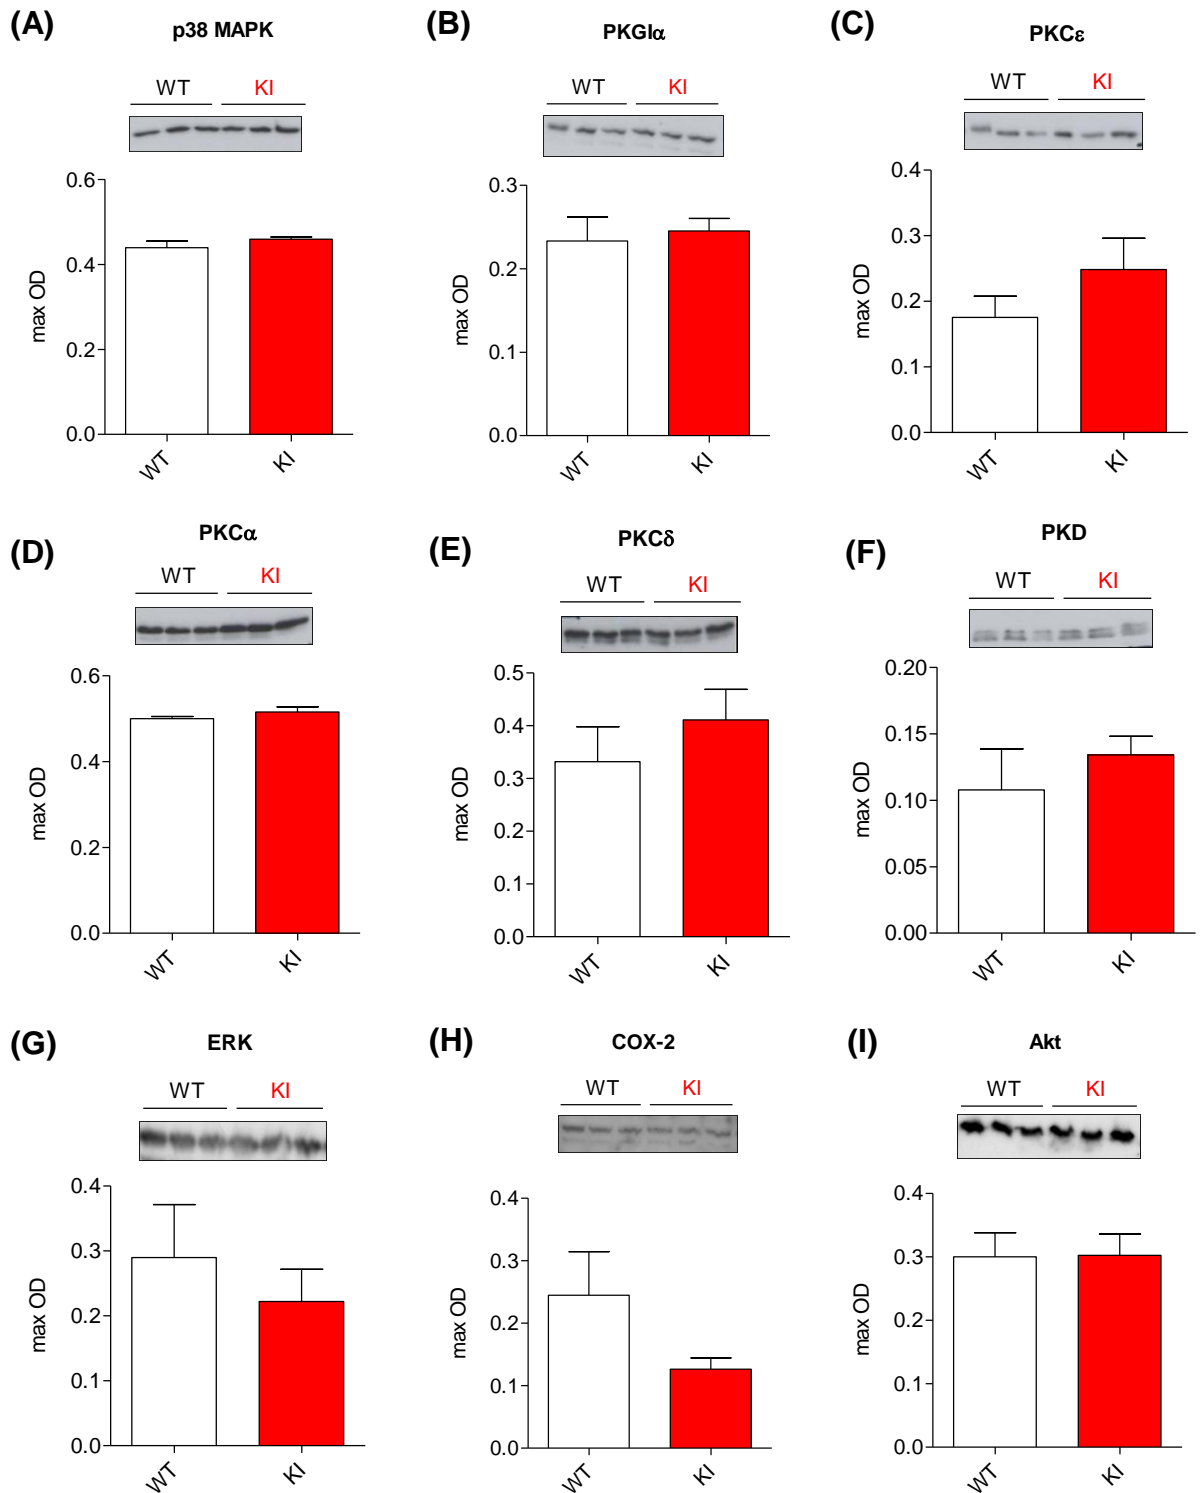 (A)
p38 MAPK
WT KI
0.6
0.4
0.2
0.0
max OD
WT KI
(B)
PKGIα
WT KI
0.3
0.2
0.1
0.0
max OD
WT KI
(C)
PKCε
WT KI
0.4
0.3
0.2
0.1
0.0
max OD
WT KI
(D)
PKCα
WT KI
0.6
0.4
0.2
0.0
max OD
WT KI
(E)
PKCδ
WT KI
0.5
0.4
0.3
0.2
0.1
0.0
max OD
WT KI
(F)
PKD
WT KI
0.20
0.15
0.10
0.05
0.00
max OD
WT KI
(G)
ERK
WT KI
0.4
0.3
0.2
0.1
0.0
max OD
WT KI
(H)
COX-2
WT KI
0.4
0.3
0.2
0.1
0.0
max OD
WT KI
(I)
Akt
WT KI
0.4
0.3
0.2
0.1
0.0
max OD
WT KI